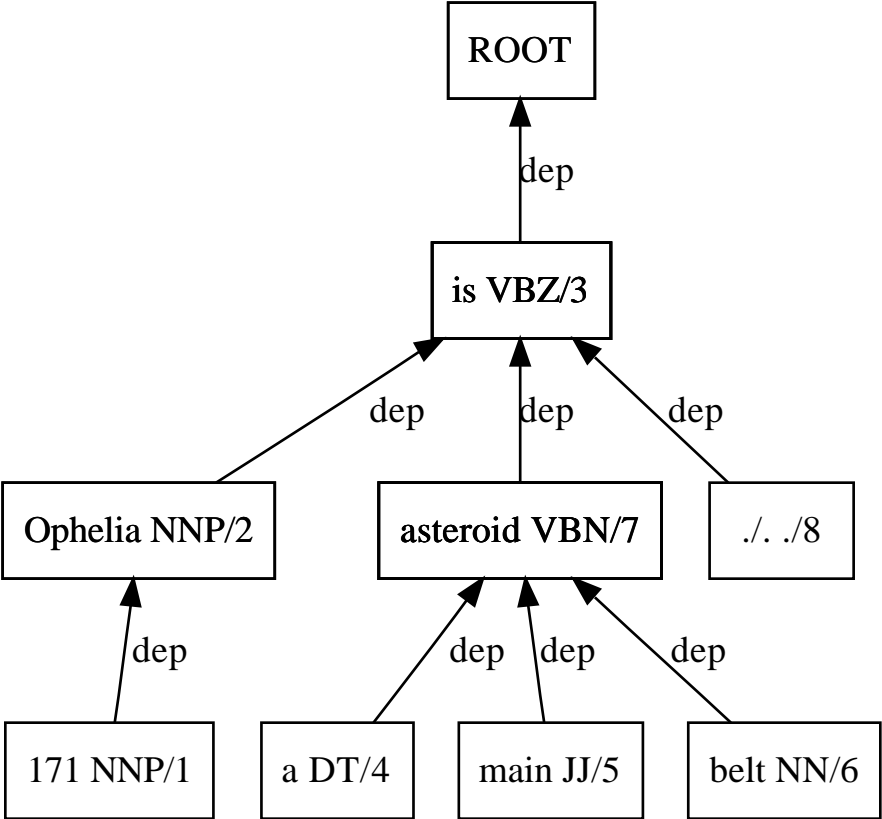 ROOT
dep
is VBZ/3
dep dep dep
Ophelia NNP/2 asteroid VBN/7 ./. ./8
dep dep dep dep
171 NNP/1 a DT/4 main JJ/5 belt NN/6